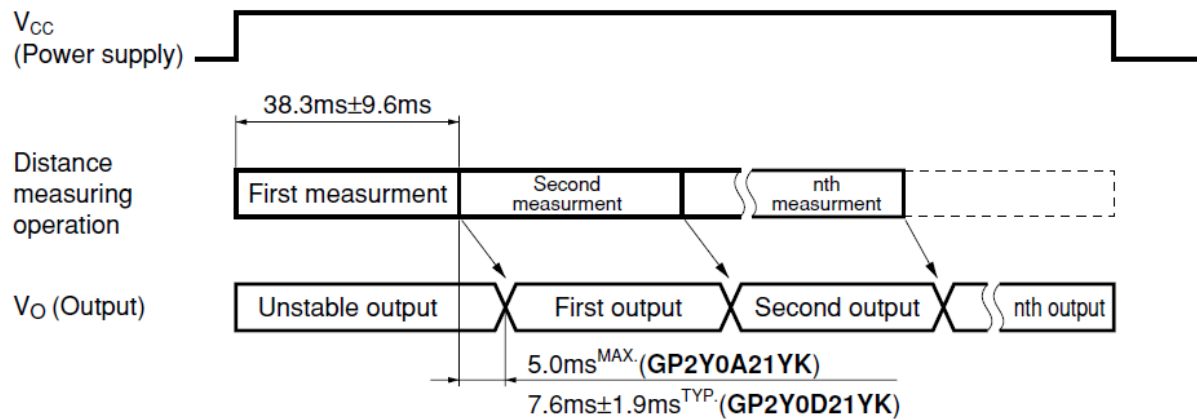 VCC
(Power supply)
38.3ms±9.6ms
Distance
measuring
operation
First measurment
Second
measurment
nth
measurment
VO (Output)
Unstable output
First output
Second output
nth output
5.0msMAX.(GP2Y0A21YK)
7.6ms±1.9msTYP.(GP2Y0D21YK)